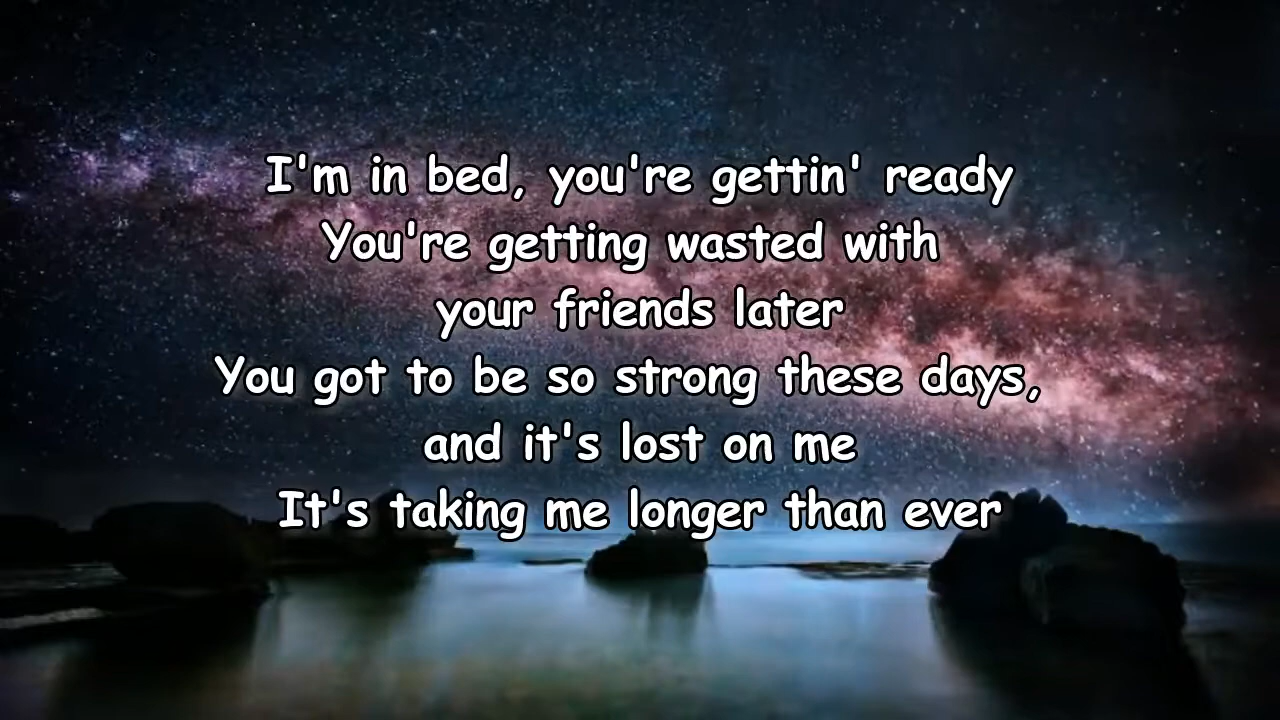 I'm in bed, you're gettin' ready
You're getting wasted with
your friends later
You got to be so strong these days,
and it's lost on me
It's taking me longer than ever